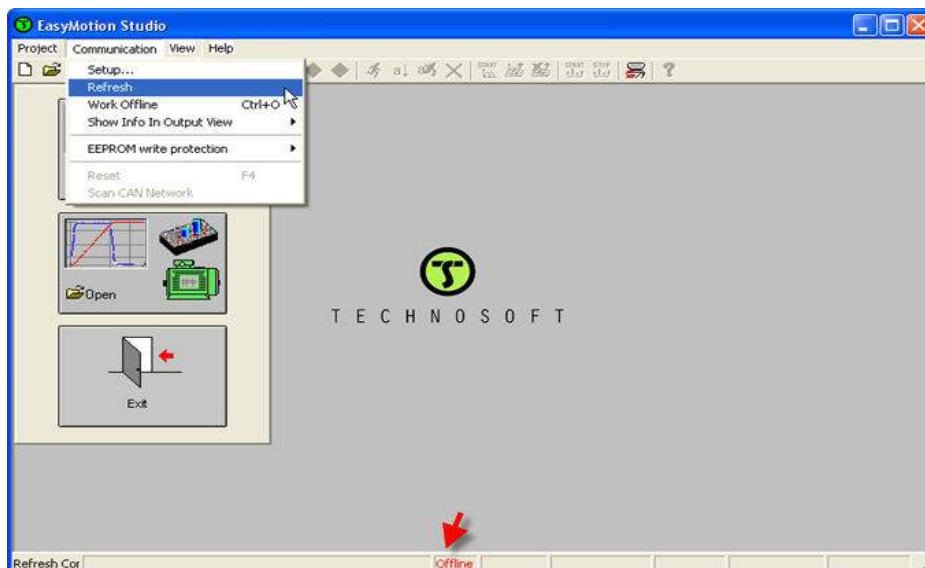 EasyMotion Studio
Project Communication View Help
Setup...
Refresh
Work Offline Ctrl+O
Show Info In Output View
EEPROM write protection
Reset F4
Scan CAN Network
Open
TECHNOSOFT
Exit
Refresh Cor
Offline